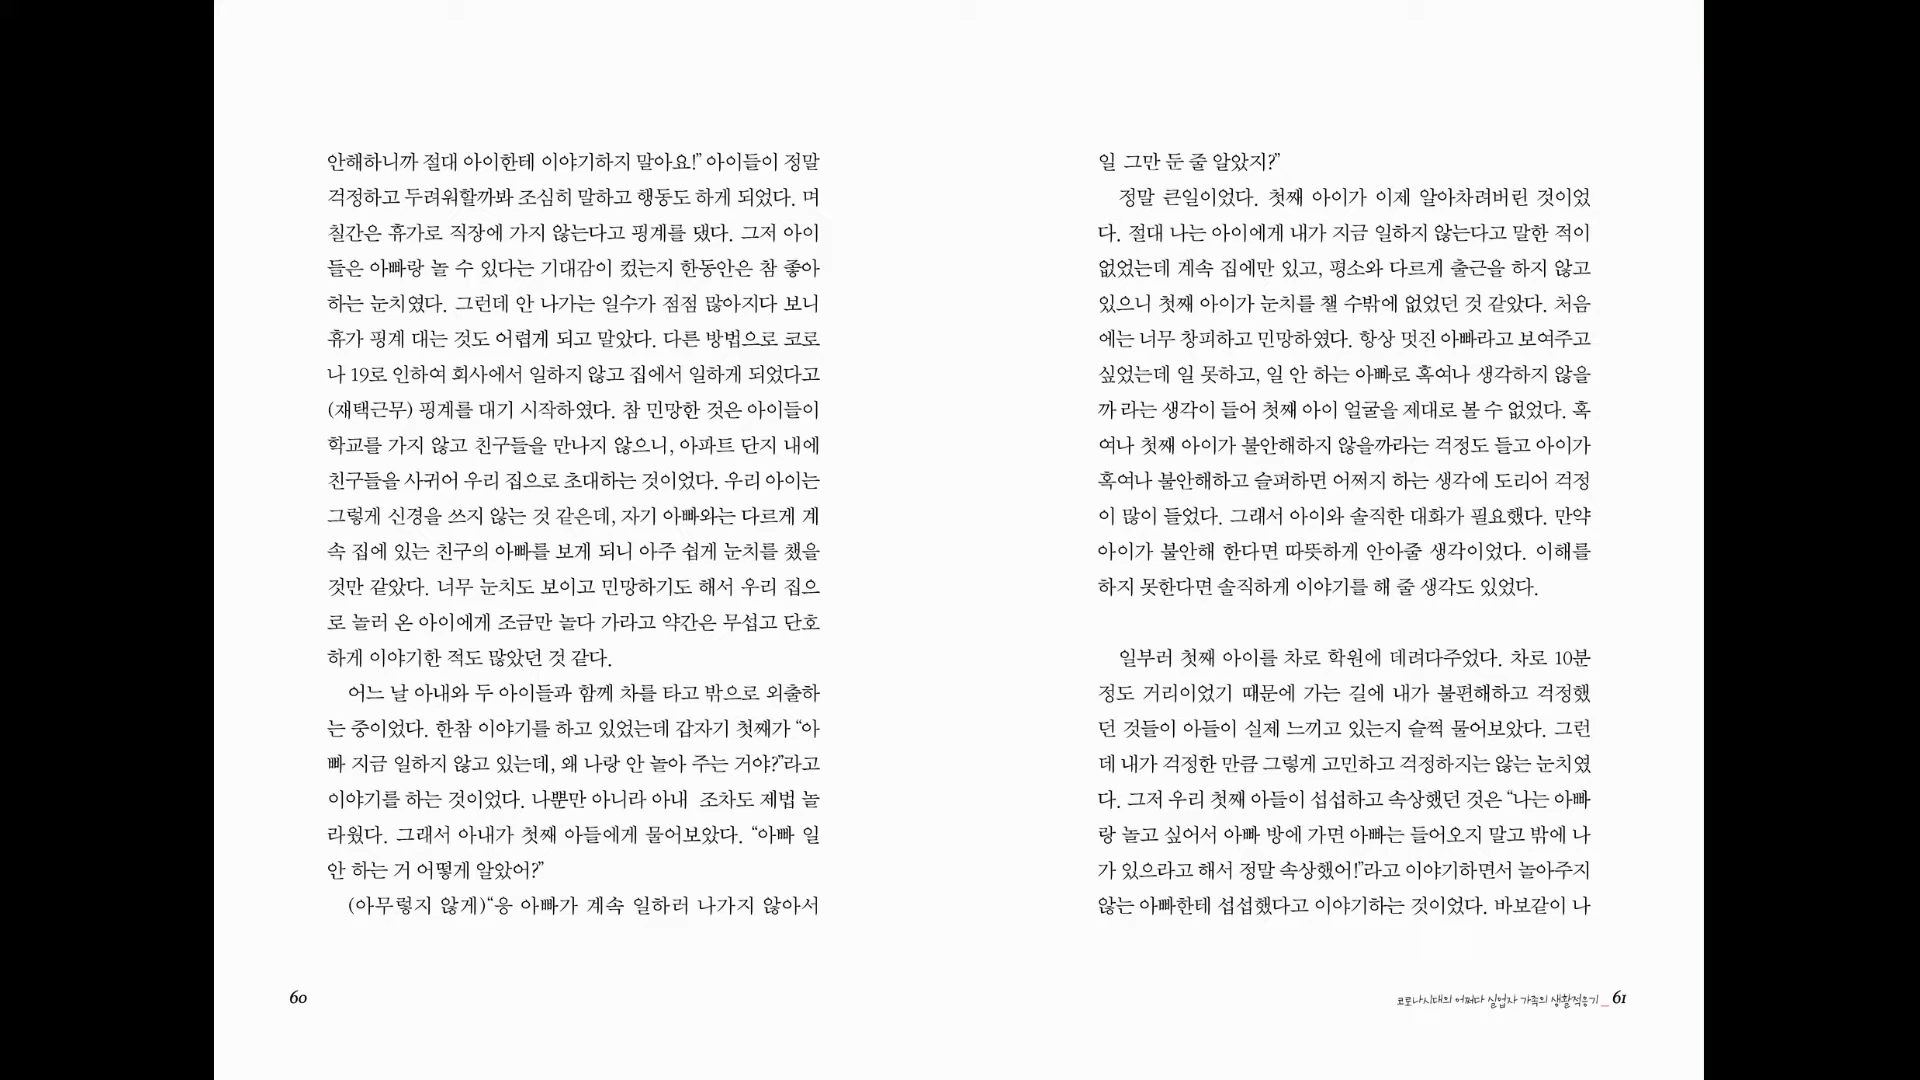 안해하니까 절대 아이한테 이야기하지 말아요!” 아이들이 정말
걱정하고 두려워할까봐 조심히 말하고 행동도 하게 되었다. 며
칠간은 휴가로 직장에 가지 않는다고 핑계를 댔다. 그저 아이
들은 아빠랑 놀 수 있다는 기대감이 컸는지 한동안은 참 좋아
하는 눈치였다. 그런데 안 나가는 일수가 점점 많아지다 보니
휴가 핑계 대는 것도 어렵게 되고 말았다. 다른 방법으로 코로
나 19로 인하여 회사에서 일하지 않고 집에서 일하게 되었다고
(재택근무) 핑계를 대기 시작하였다. 참 민망한 것은 아이들이
학교를 가지 않고 친구들을 만나지 않으니, 아파트 단지 내에
친구들을 사귀어 우리 집으로 초대하는 것이었다. 우리 아이는
그렇게 신경을 쓰지 않는 것 같은데, 자기 아빠와는 다르게 계
속 집에 있는 친구의 아빠를 보게 되니 아주 쉽게 눈치를 챘을
것만 같았다. 너무 눈치도 보이고 민망하기도 해서 우리 집으
로 놀러 온 아이에게 조금만 놀다 가라고 약간은 무섭고 단호
하게 이야기한 적도 많았던 것 같다.
어느 날 아내와 두 아이들과 함께 차를 타고 밖으로 외출하
는 중이었다. 한참 이야기를 하고 있었는데 갑자기 첫째가 “아
빠 지금 일하지 않고 있는데, 왜 나랑 안 놀아 주는 거야?”라고
이야기를 하는 것이었다. 나뿐만 아니라 아내 조차도 제법 놀
라웠다. 그래서 아내가 첫째 아들에게 물어보았다. “아빠 일
안 하는 거 어떻게 알았어?”
(아무렇지 않게)“응 아빠가 계속 일하러 나가지 않아서
60
일 그만 둔 줄 알았지?”
정말 큰일이었다. 첫째 아이가 이제 알아차려버린 것이었
다. 절대 나는 아이에게 내가 지금 일하지 않는다고 말한 적이
없었는데 계속 집에만 있고, 평소와 다르게 출근을 하지 않고
있으니 첫째 아이가 눈치를 챌 수밖에 없었던 것 같았다. 처음
에는 너무 창피하고 민망하였다. 항상 멋진 아빠라고 보여주고
싶었는데 일 못하고, 일 안 하는 아빠로 혹여나 생각하지 않을
까 라는 생각이 들어 첫째 아이 얼굴을 제대로 볼 수 없었다. 혹
여나 첫째 아이가 불안해하지 않을까라는 걱정도 들고 아이가
혹여나 불안해하고 슬퍼하면 어쩌지 하는 생각에 도리어 걱정
이 많이 들었다. 그래서 아이와 솔직한 대화가 필요했다. 만약
아이가 불안해 한다면 따뜻하게 안아줄 생각이었다. 이해를
하지 못한다면 솔직하게 이야기를 해 줄 생각도 있었다.
일부러 첫째 아이를 차로 학원에 데려다주었다. 차로 10분
정도 거리이었기 때문에 가는 길에 내가 불편해하고 걱정했
던 것들이 아들이 실제 느끼고 있는지 슬쩍 물어보았다. 그런
데 내가 걱정한 만큼 그렇게 고민하고 걱정하지는 않는 눈치였
다. 그저 우리 첫째 아들이 섭섭하고 속상했던 것은 “나는 아빠
랑 놀고 싶어서 아빠 방에 가면 아빠는 들어오지 말고 밖에 나
가 있으라고 해서 정말 속상했어!”라고 이야기하면서 놀아주지
않는 아빠한테 섭섭했다고 이야기하는 것이었다. 바보같이 나
코로나시대의 어쩌다 실업자 가족의 생활적응기 _ 61